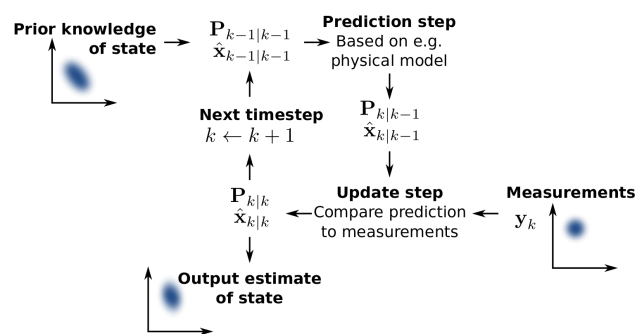 Prior knowledge
of state
P_{k−1|k−1}
x̂_{k−1|k−1}
Prediction step
Based on e.g.
physical model
P_{k|k−1}
x̂_{k|k−1}
Next timestep
k ← k + 1
P_{k|k}
x̂_{k|k}
Update step
Compare prediction
to measurements
Measurements
y_k
Output estimate
of state